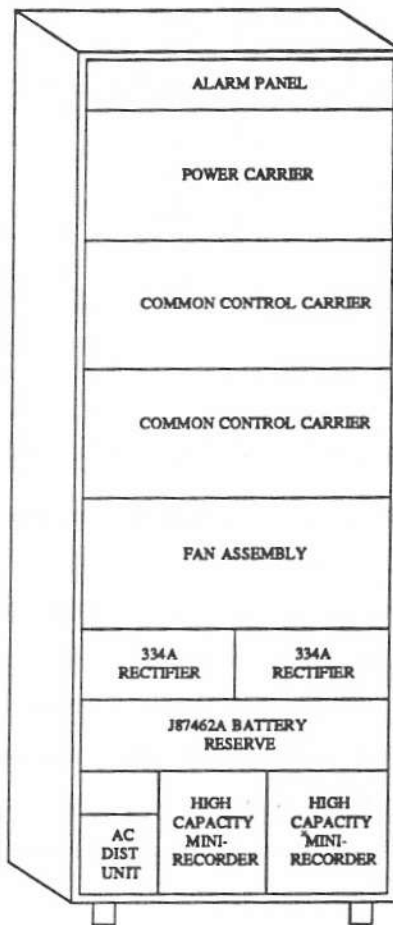 ALARM PANEL
POWER CARRIER
COMMON CONTROL CARRIER
COMMON CONTROL CARRIER
FAN ASSEMBLY
334A
RECTIFIER
334A
RECTIFIER
J87462A BATTERY
RESERVE
AC
DIST
UNIT
HIGH
CAPACITY
MINI-
RECORDER
HIGH
CAPACITY
MINI-
RECORDER